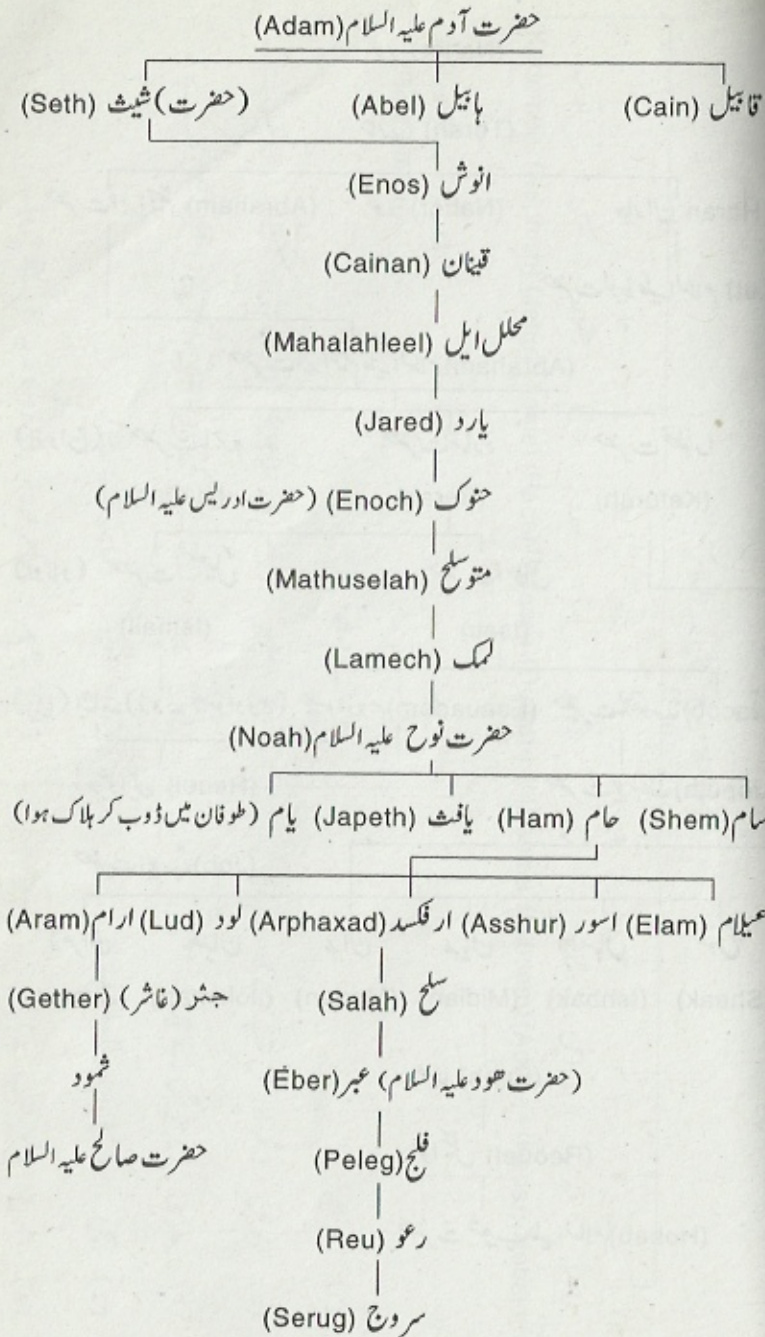 حضرت آدم علیہ السلام (Adam)
قابیل (Cain) ہابیل (Abel) (حضرت) شیث (Seth)
انوش (Enos)
قینان (Cainan)
محلل ایل (Mahalahleel)
یارد (Jared)
حنوک (Enoch) (حضرت ادریس علیہ السلام)
متوسلح (Mathuselah)
لمک (Lamech)
حضرت نوح علیہ السلام (Noah)
سام (Shem) حام (Ham) یافث (Japeth) یام (طوفان میں ڈوب کر ہلاک ہوا)
عیلام (Elam) اسور (Asshur) ارفکسد (Arphaxad) لود (Lud) ارام (Aram)
سلح (Salah) جثر (غاثر) (Gether)
(حضرت ھود علیہ السلام) عبر (Eber) ثمود
فلج (Peleg) حضرت صالح علیہ السلام
رعو (Reu)
سروج (Serug)